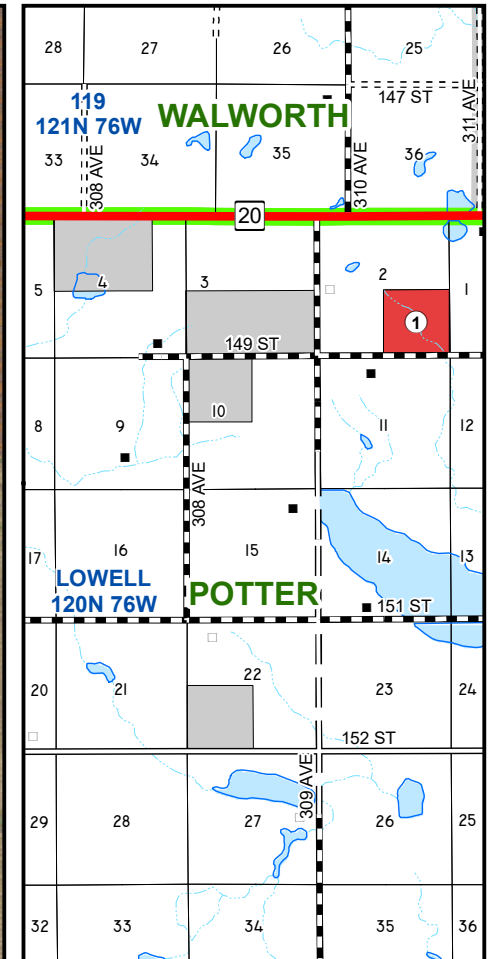 28 27 26 25
147 ST
311 AVE
119
121N 76W
WALWORTH
33 34 35 36
308 AVE
310 AVE
20
5 4 3 2 1
1
149 ST
8 9 10 11 12
308 AVE
17 16 15 14 13
LOWELL
120N 76W
POTTER
151 ST
20 21 22 23 24
152 ST
309 AVE
29 28 27 26 25
32 33 34 35 36